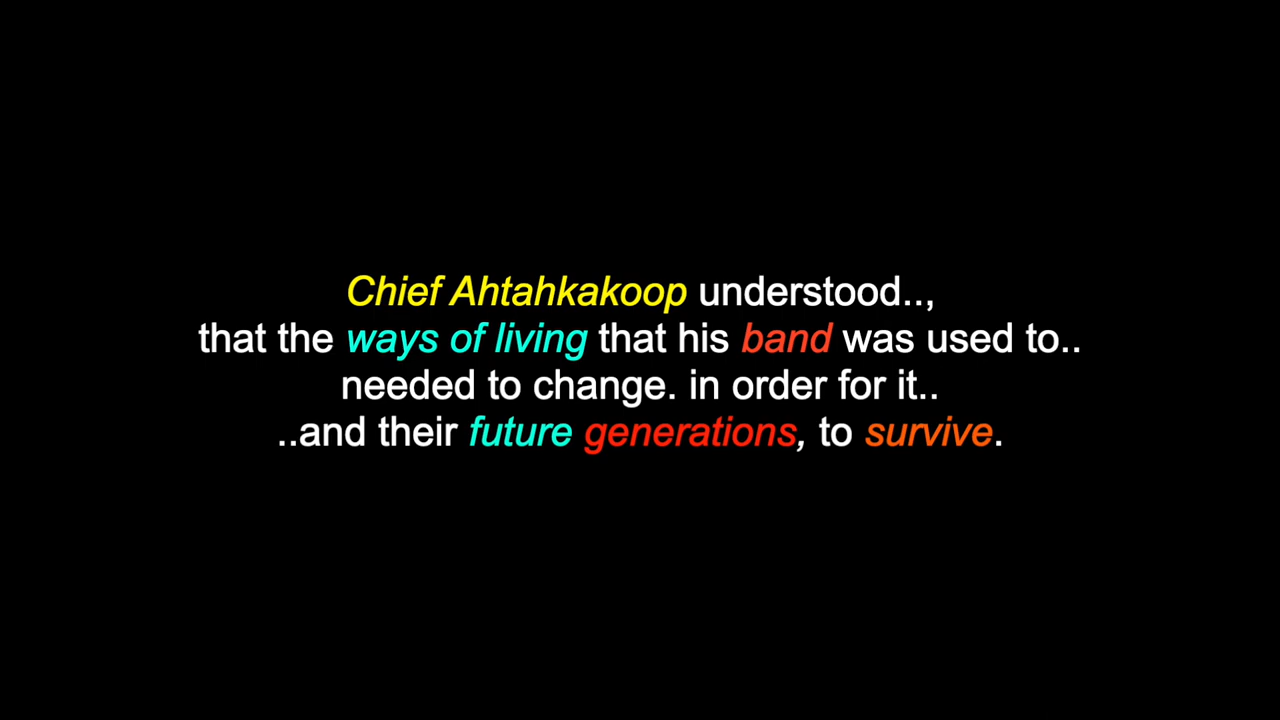 Chief Ahtahkakoop understood..,
that the ways of living that his band was used to..
needed to change. in order for it..
..and their future generations, to survive.